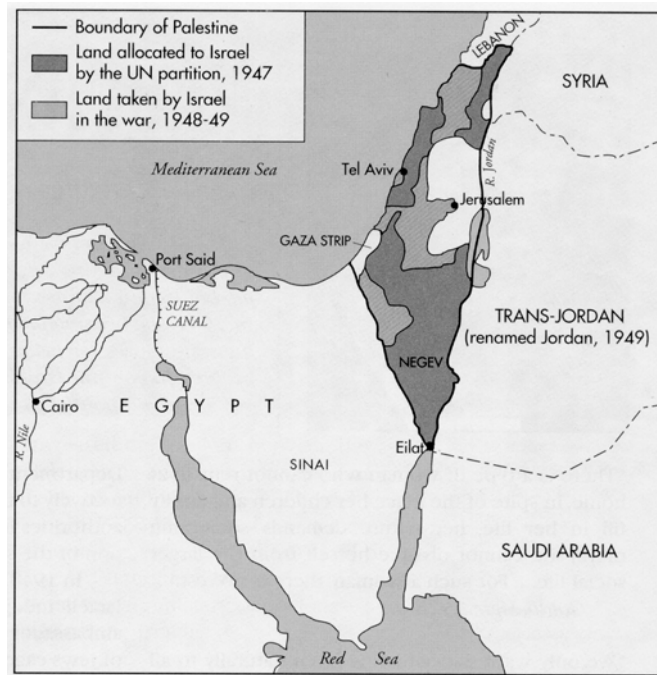 Boundary of Palestine
Land allocated to Israel
by the UN partition, 1947
Land taken by Israel
in the war, 1948-49
LEBANON
SYRIA
Mediterranean Sea
Tel Aviv
R. Jordan
Jerusalem
GAZA STRIP
Port Said
SUEZ
CANAL
TRANS-JORDAN
(renamed Jordan, 1949)
NEGEV
Cairo
E G Y P T
Eilat
R. Nile
SINAI
SAUDI ARABIA
Red Sea